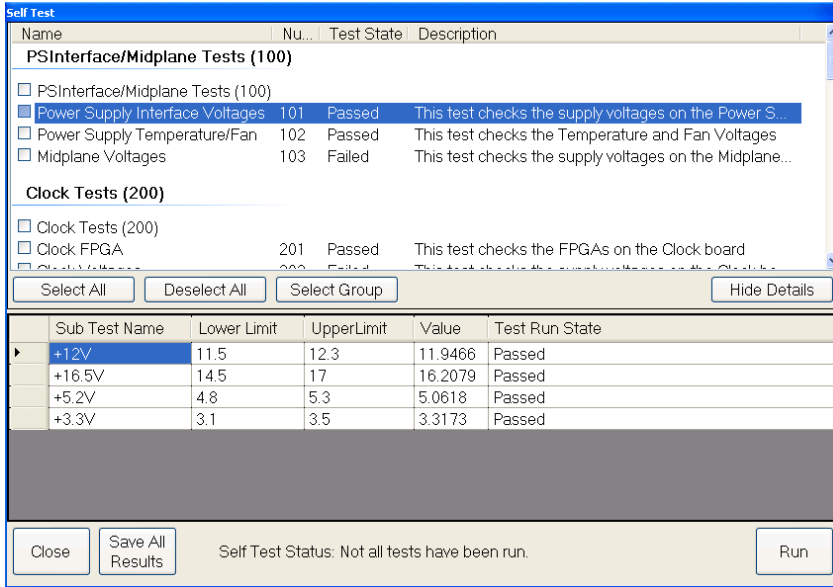 Self Test
Name Nu... Test State Description
PSInterface/Midplane Tests (100)
PSInterface/Midplane Tests (100)
Power Supply Interface Voltages 101 Passed This test checks the supply voltages on the Power S...
Power Supply Temperature/Fan 102 Passed This test checks the Temperature and Fan Voltages
Midplane Voltages 103 Failed This test checks the supply voltages on the Midplane...
Clock Tests (200)
Clock Tests (200)
Clock FPGA 201 Passed This test checks the FPGAs on the Clock board
Select All Deselect All Select Group Hide Details
Sub Test Name Lower Limit UpperLimit Value Test Run State
+12V 11.5 12.3 11.9466 Passed
+16.5V 14.5 17 16.2079 Passed
+5.2V 4.8 5.3 5.0618 Passed
+3.3V 3.1 3.5 3.3173 Passed
Close Save All Results Self Test Status: Not all tests have been run. Run